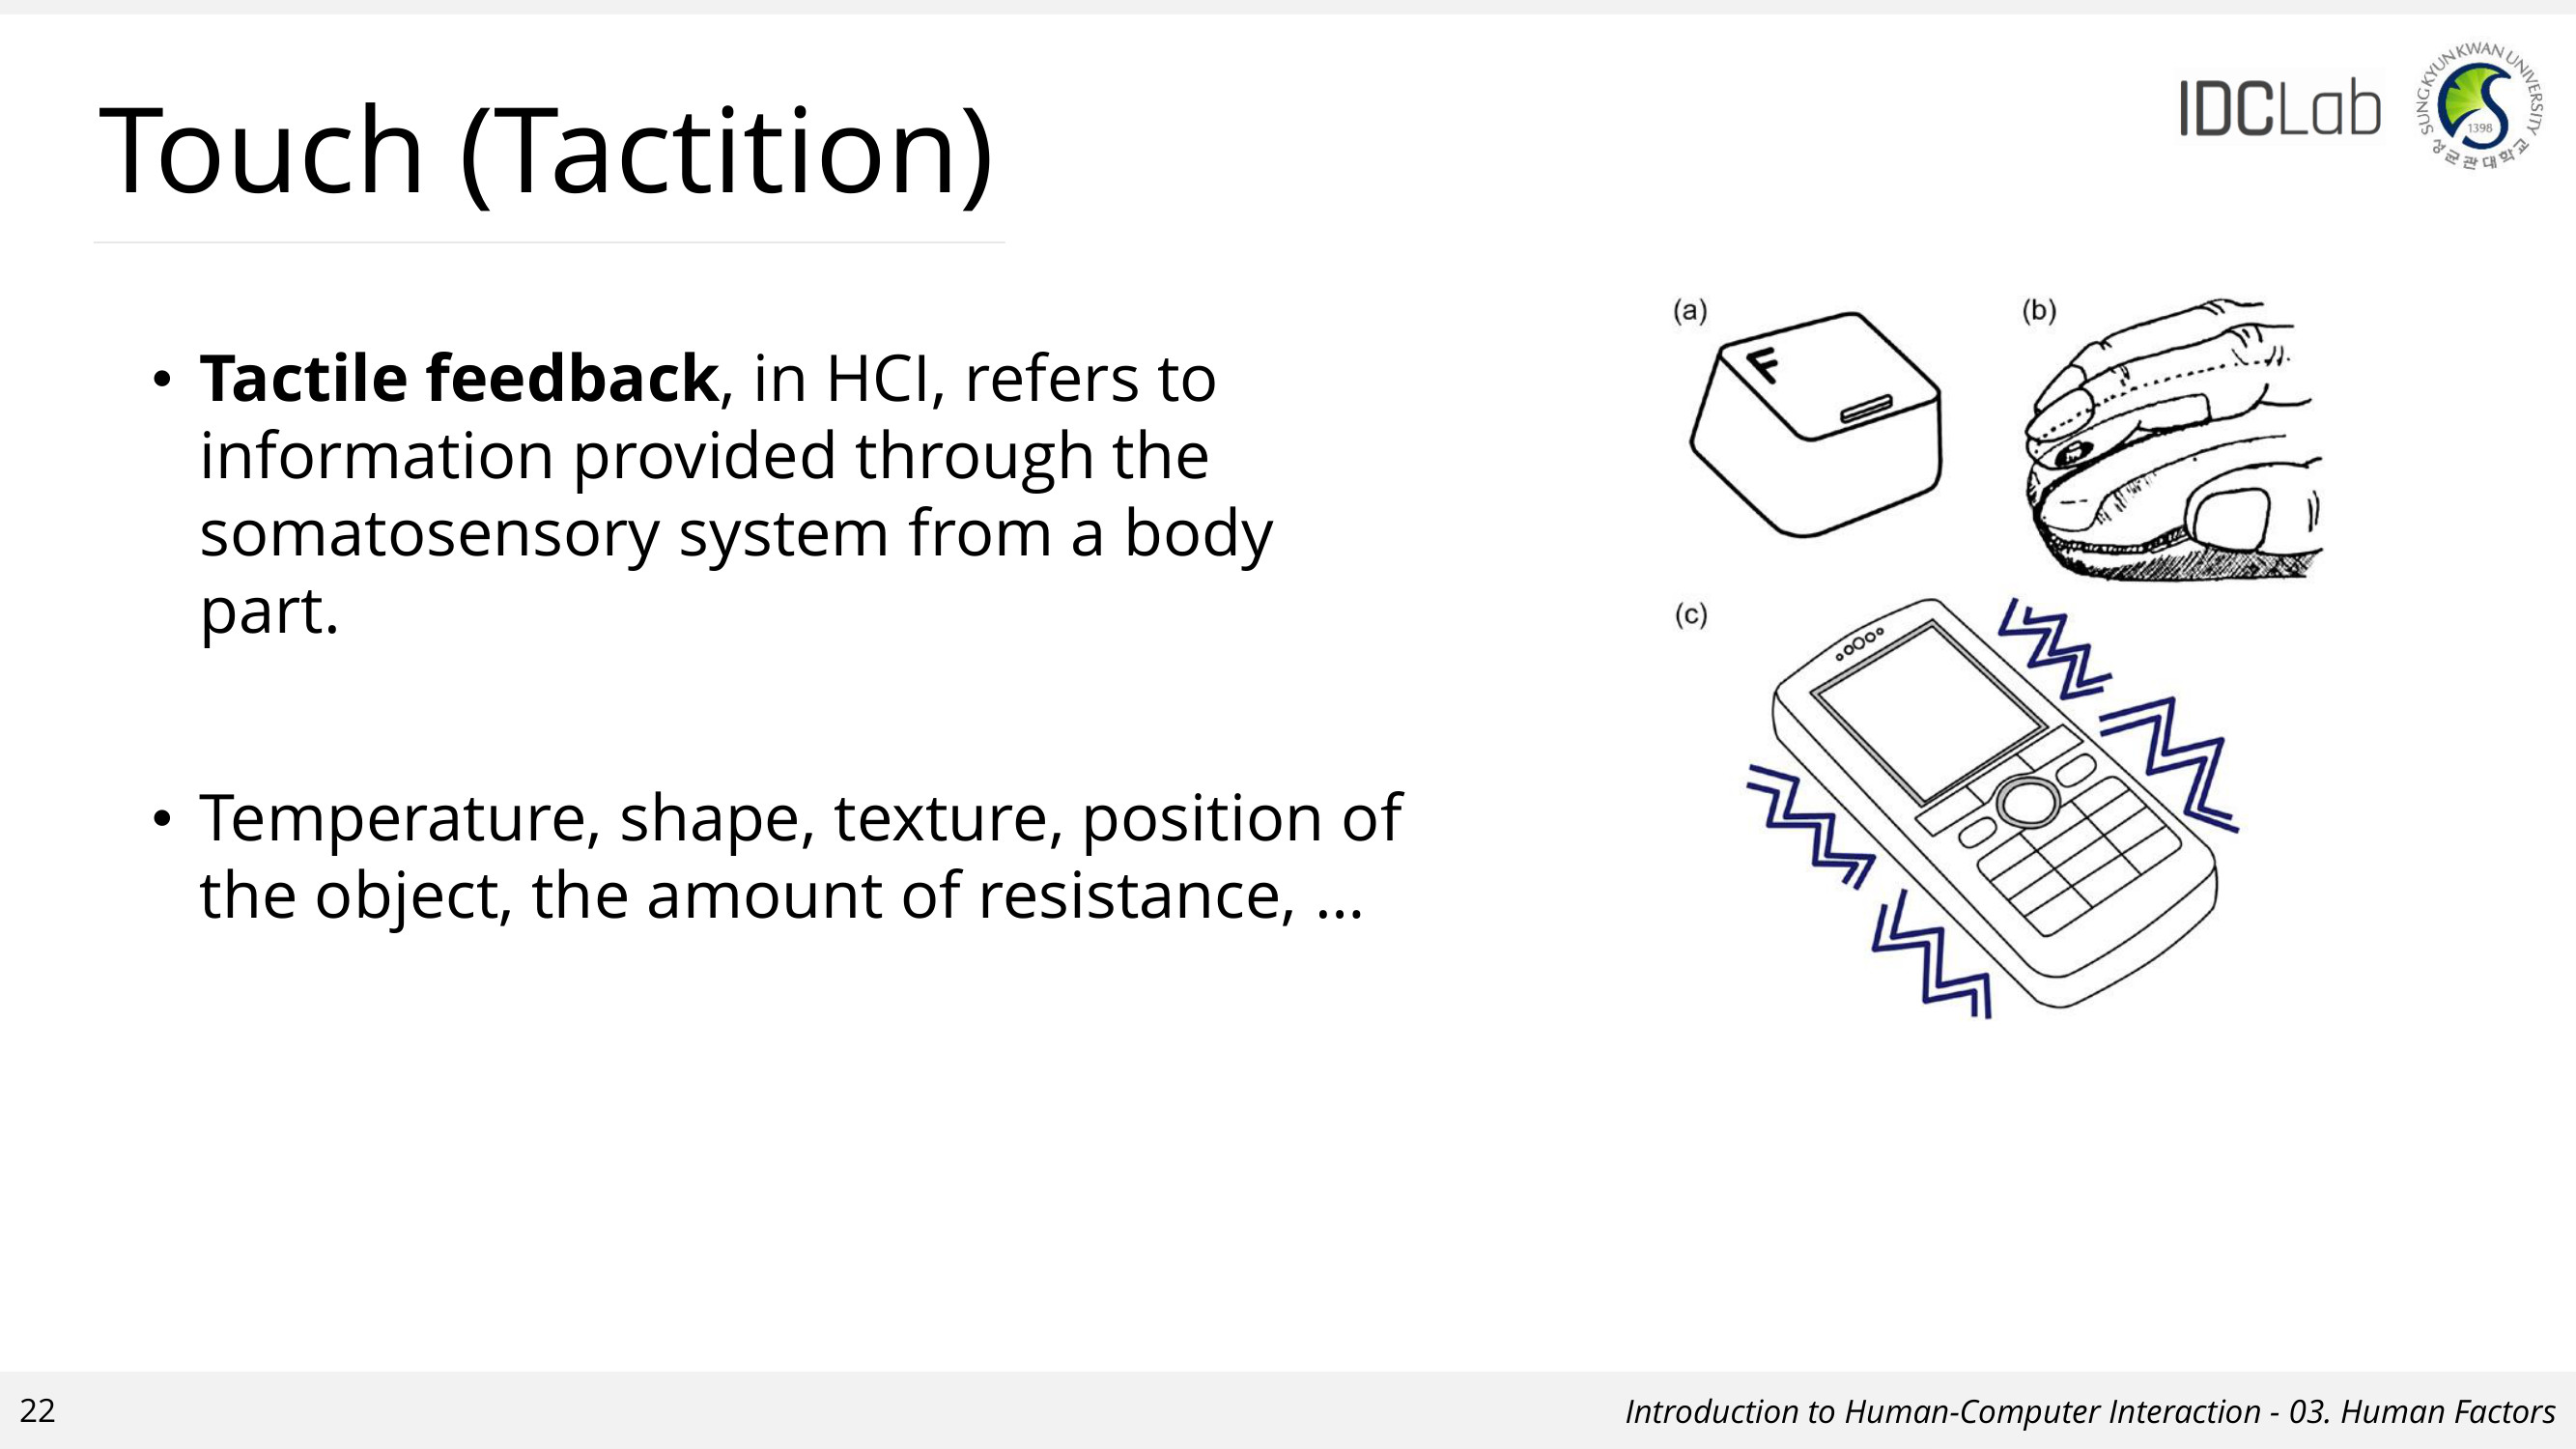 Touch (Tactition)
IDCLab
SUNGKYUNKWAN UNIVERSITY
1398
성균관대학교
• Tactile feedback, in HCI, refers to
information provided through the
somatosensory system from a body
part.
• Temperature, shape, texture, position of
the object, the amount of resistance, ...
(a)
F
(b)
(c)
22
Introduction to Human-Computer Interaction - 03. Human Factors